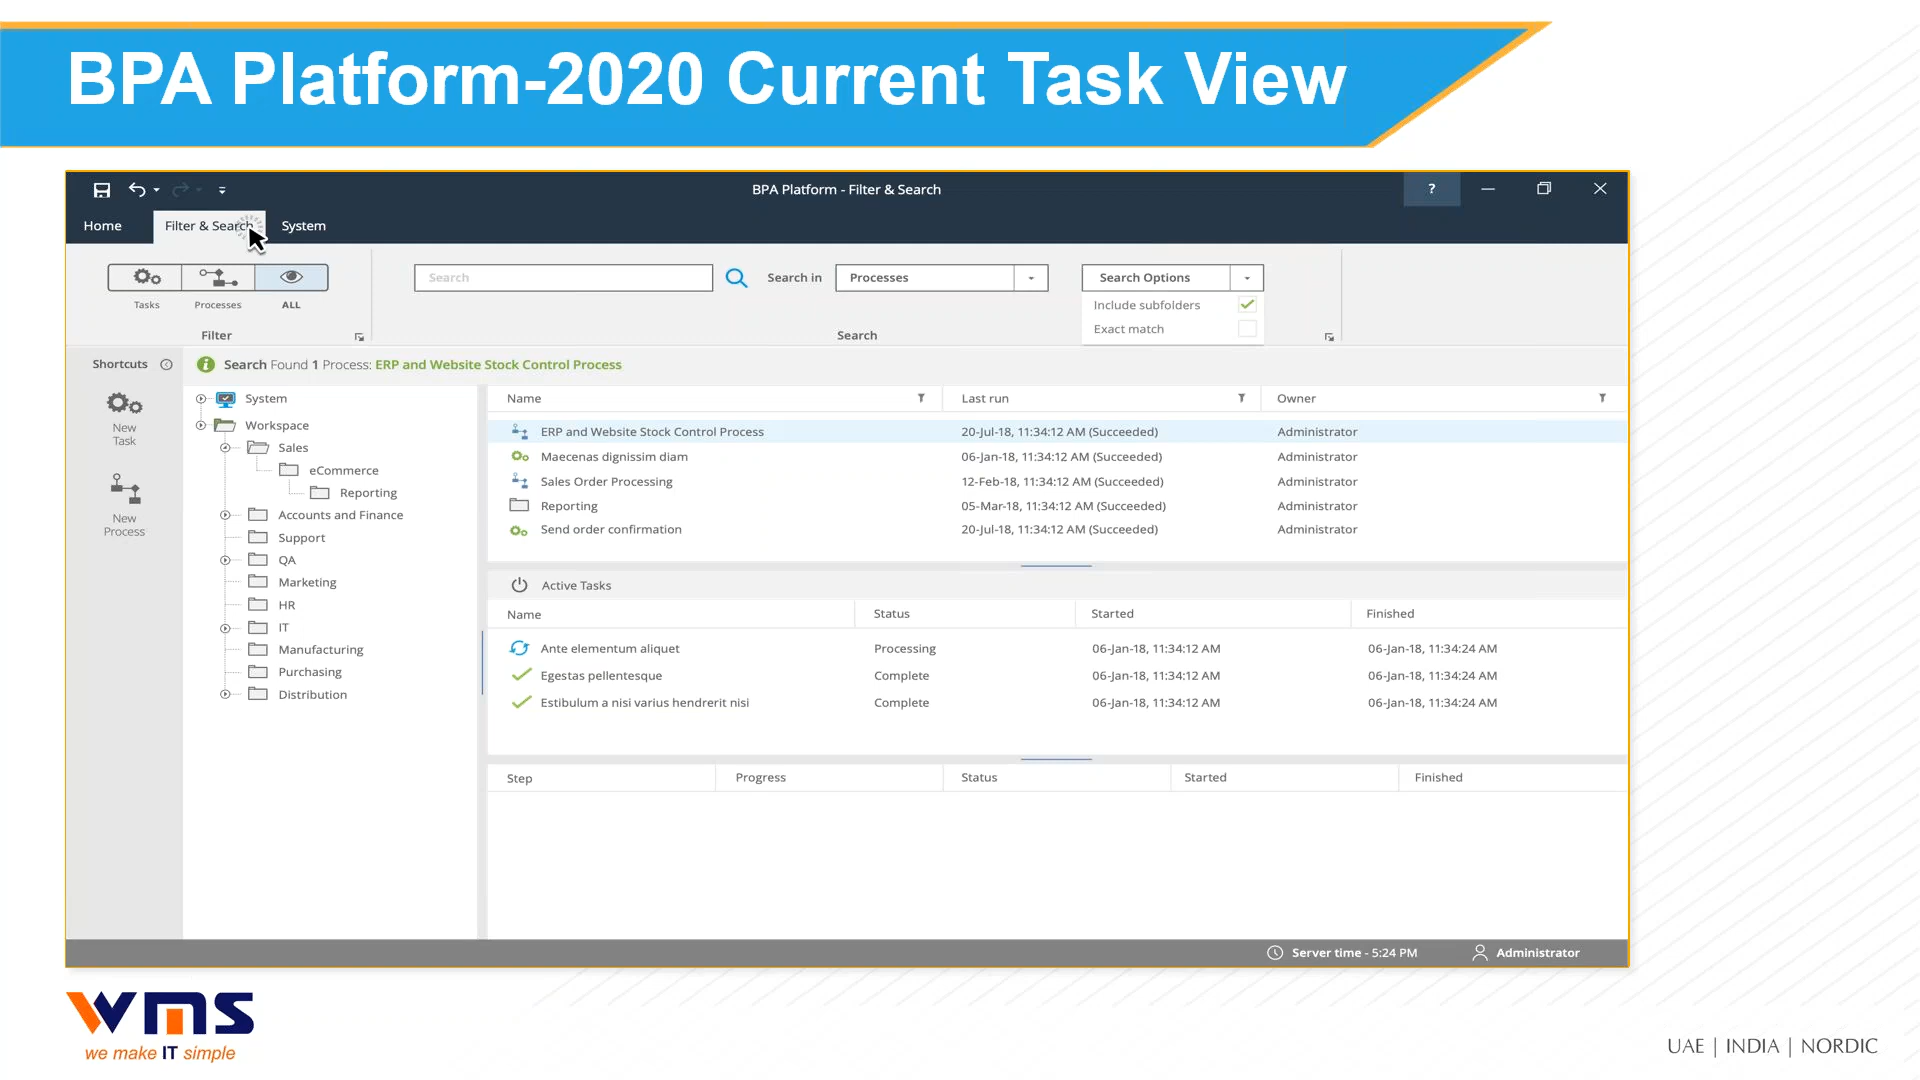 BPA Platform-2020 Current Task View
BPA Platform - Filter & Search
?
Home
Filter & Search
System
Tasks
Processes
ALL
Filter
Search
Search in
Processes
Search Options
Include subfolders
Exact match
Search
Shortcuts
Search Found 1 Process: ERP and Website Stock Control Process
New
Task
New
Process
System
Workspace
Sales
eCommerce
Reporting
Accounts and Finance
Support
QA
Marketing
HR
IT
Manufacturing
Purchasing
Distribution
Name Last run Owner
ERP and Website Stock Control Process 20-Jul-18, 11:34:12 AM (Succeeded) Administrator
Maecenas dignissim diam 06-Jan-18, 11:34:12 AM (Succeeded) Administrator
Sales Order Processing 12-Feb-18, 11:34:12 AM (Succeeded) Administrator
Reporting 05-Mar-18, 11:34:12 AM (Succeeded) Administrator
Send order confirmation 20-Jul-18, 11:34:12 AM (Succeeded) Administrator
Active Tasks
Name Status Started Finished
Ante elementum aliquet Processing 06-Jan-18, 11:34:12 AM 06-Jan-18, 11:34:24 AM
Egestas pellentesque Complete 06-Jan-18, 11:34:12 AM 06-Jan-18, 11:34:24 AM
Estibulum a nisi varius hendrerit nisi Complete 06-Jan-18, 11:34:12 AM 06-Jan-18, 11:34:24 AM
Step Progress Status Started Finished
Server time - 5:24 PM
Administrator
wms
we make IT simple
UAE | INDIA | NORDIC